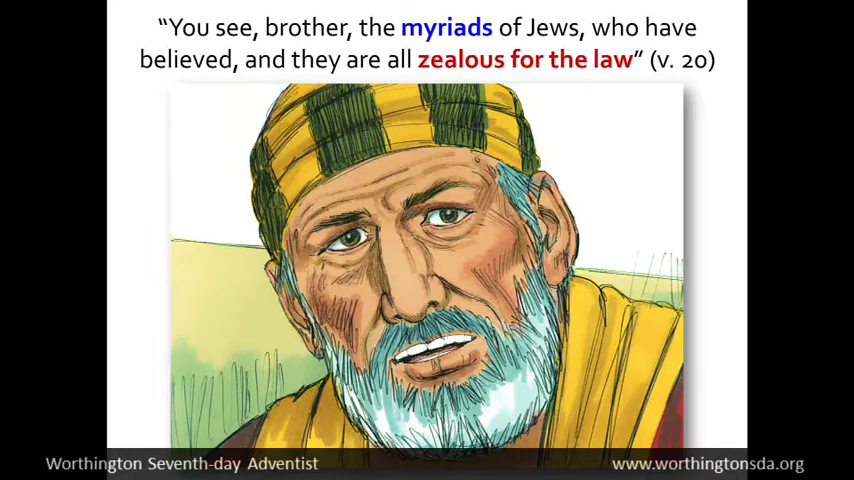 “You see, brother, the myriads of Jews, who have
believed, and they are all zealous for the law” (v. 20)
Worthington Seventh-day Adventist
www.worthingtonsda.org